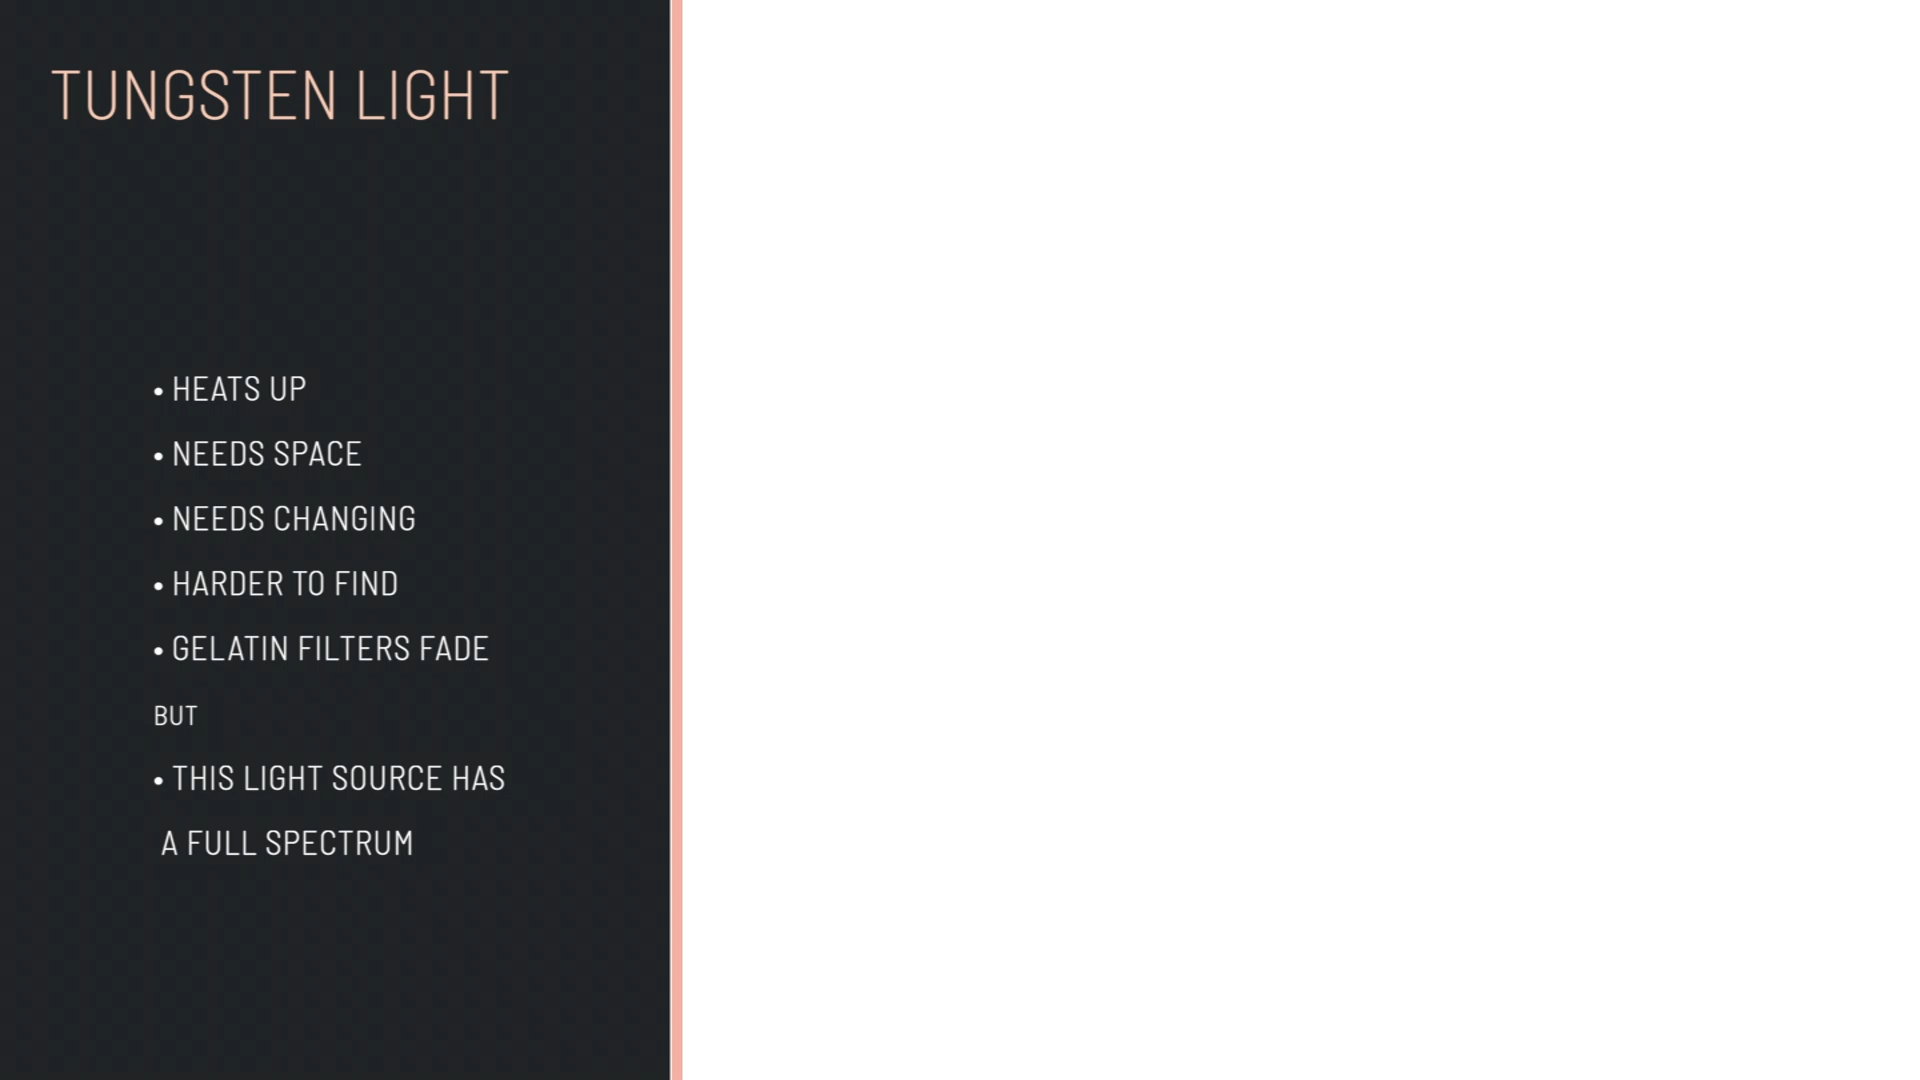 TUNGSTEN LIGHT
• HEATS UP
• NEEDS SPACE
• NEEDS CHANGING
• HARDER TO FIND
• GELATIN FILTERS FADE
BUT
• THIS LIGHT SOURCE HAS
A FULL SPECTRUM